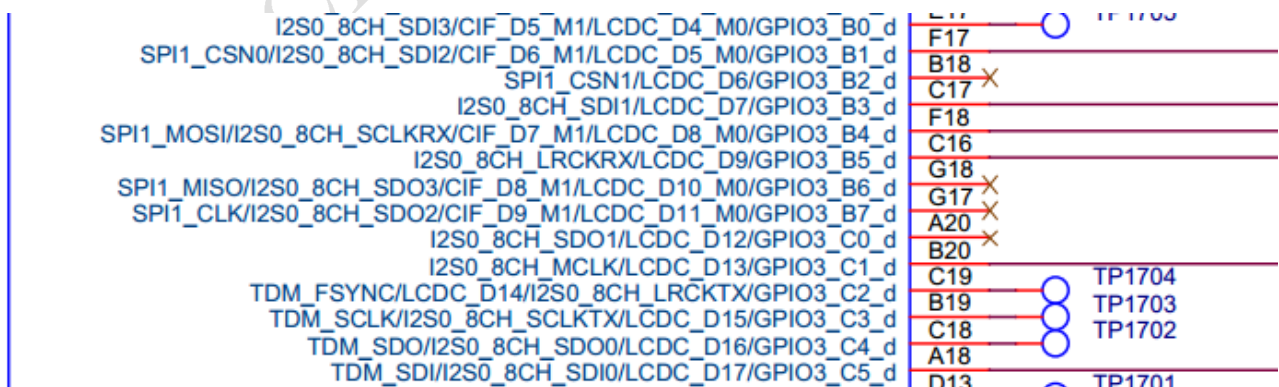 I2S0_8CH_SDI3/CIF_D5_M1/LCDC_D4_M0/GPIO3_B0_d
F17
SPI1_CSN0/I2S0_8CH_SDI2/CIF_D6_M1/LCDC_D5_M0/GPIO3_B1_d
B18
SPI1_CSN1/LCDC_D6/GPIO3_B2_d
C17
I2S0_8CH_SDI1/LCDC_D7/GPIO3_B3_d
F18
SPI1_MOSI/I2S0_8CH_SCLKRX/CIF_D7_M1/LCDC_D8_M0/GPIO3_B4_d
C16
I2S0_8CH_LRCKRX/LCDC_D9/GPIO3_B5_d
G18
SPI1_MISO/I2S0_8CH_SDO3/CIF_D8_M1/LCDC_D10_M0/GPIO3_B6_d
G17
SPI1_CLK/I2S0_8CH_SDO2/CIF_D9_M1/LCDC_D11_M0/GPIO3_B7_d
A20
I2S0_8CH_SDO1/LCDC_D12/GPIO3_C0_d
B20
I2S0_8CH_MCLK/LCDC_D13/GPIO3_C1_d
C19 TP1704
TDM_FSYNC/LCDC_D14/I2S0_8CH_LRCKTX/GPIO3_C2_d
B19 TP1703
TDM_SCLK/I2S0_8CH_SCLKTX/LCDC_D15/GPIO3_C3_d
C18 TP1702
TDM_SDO/I2S0_8CH_SDO0/LCDC_D16/GPIO3_C4_d
A18
TDM_SDI/I2S0_8CH_SDI0/LCDC_D17/GPIO3_C5_d
D13 TP1701